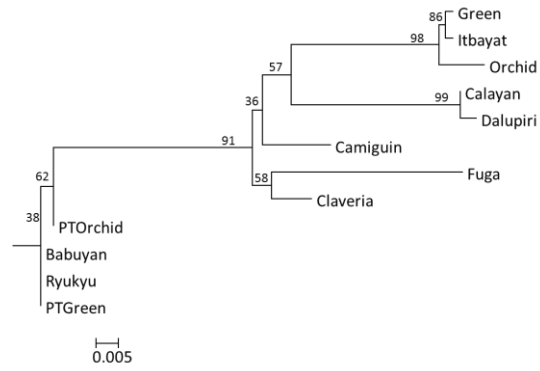 86
Green
98
Itbayat
Orchid
57
99
Calayan
36
Dalupiri
91
Camiguin
62
58
Fuga
Claveria
38
PTOrchid
Babuyan
Ryukyu
PTGreen
0.005